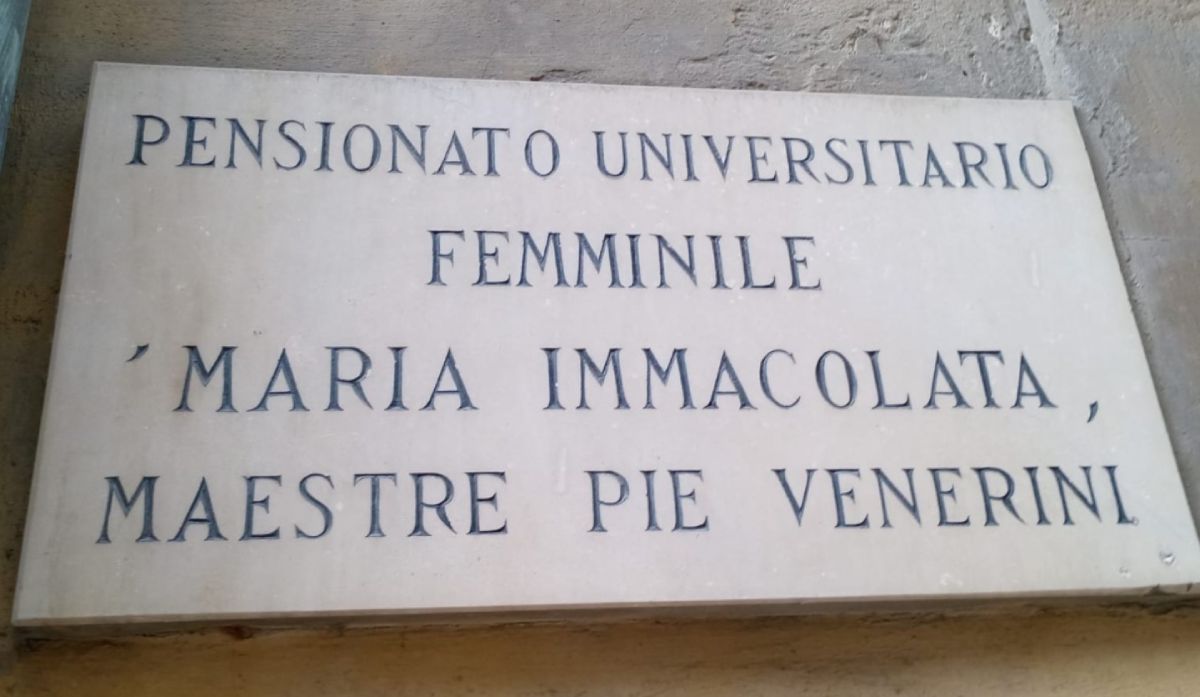 PENSIONATO UNIVERSITARIO
FEMMINILE
'MARIA IMMACOLATA,
MAESTRE PIE VENERINI